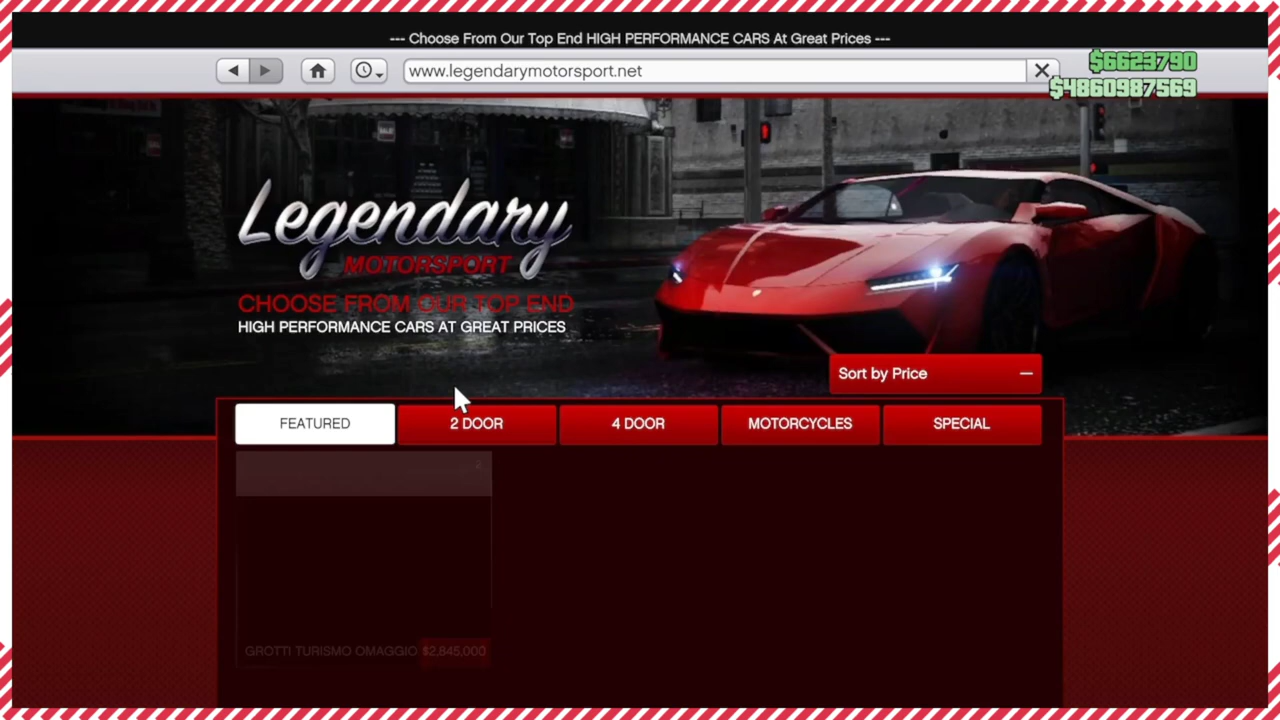 --- Choose From Our Top End HIGH PERFORMANCE CARS At Great Prices ---
www.legendarymotorsport.net
$6623790
$4860987569
Legendary
MOTORSPORT
CHOOSE FROM OUR TOP END
HIGH PERFORMANCE CARS AT GREAT PRICES
Sort by Price
FEATURED
2 DOOR
4 DOOR
MOTORCYCLES
SPECIAL
GROTTI TURISMO OMAGGIO $2,845,000